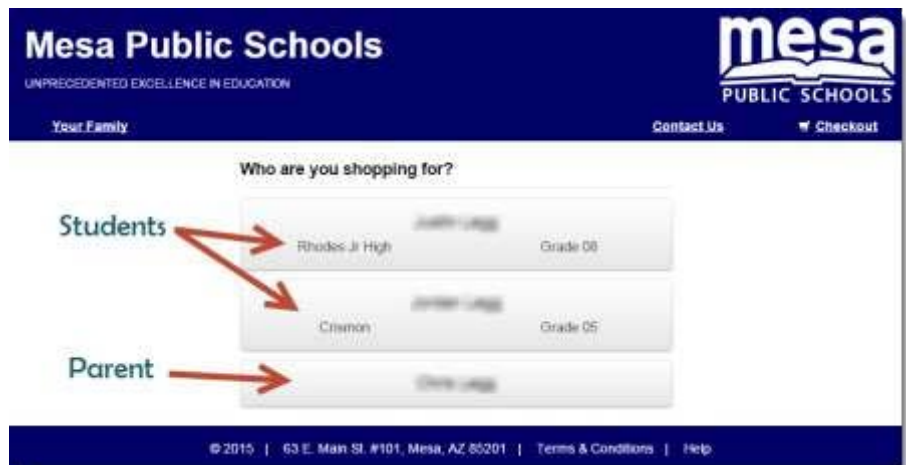 Mesa Public Schools
UNPRECEDENTED EXCELLENCE IN EDUCATION
mesa
PUBLIC SCHOOLS
Your Family
Contact Us
Checkout
Who are you shopping for?
Students
Rhodes Jr High
Grade 08
Crismon
Grade 05
Parent
© 2015 | 63 E. Main St. #101, Mesa, AZ 85201 | Terms & Conditions | Help